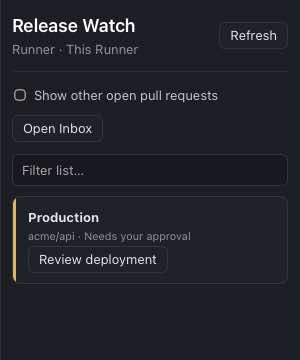 Release Watch
Refresh
Runner · This Runner
Show other open pull requests
Open Inbox
Filter list...
Production
acme/api · Needs your approval
Review deployment